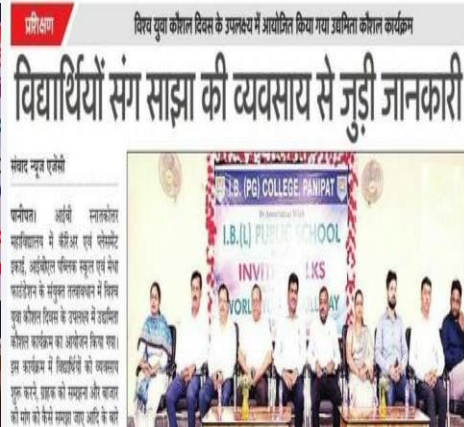 प्रशिक्षण
विश्व युवा कौशल दिवस के उपलक्ष्य में आयोजित किया गया उद्यमिता कौशल कार्यक्रम
विद्यार्थियों संग साझा की व्यवसाय से जुड़ी जानकारी
संवाद न्यूज एजेंसी
पानीपत। आईबी स्नातकोत्तर
महाविद्यालय में कॅरिअर एवं प्लेसमेंट
इकाई, आईबीएल पब्लिक स्कूल एवं मेधा
फाउंडेशन के संयुक्त तत्वावधान में विश्व
युवा कौशल दिवस के उपलक्ष्य में उद्यमिता
कौशल कार्यक्रम का आयोजन किया गया।
इस कार्यक्रम में विद्यार्थियों को व्यवसाय
शुरू करने, ग्राहक को समझना और बाजार
की मांग को कैसे समझा जाए आदि के बारे
I.B. (PG) COLLEGE, PANIPAT
In Association With
I.B.(L) PUBLIC SCHOOL